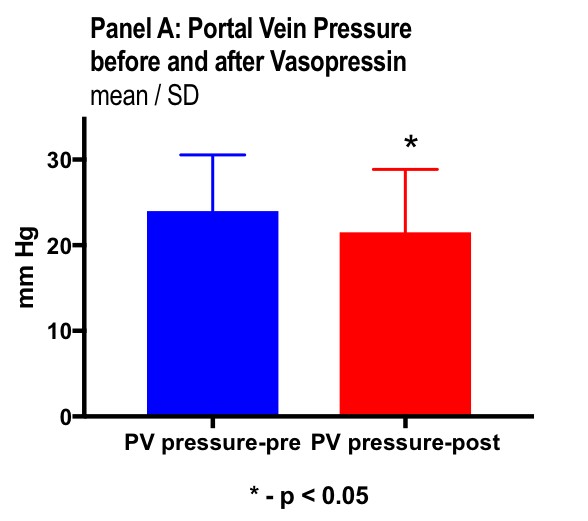 Panel A: Portal Vein Pressure
before and after Vasopressin
mean / SD
*
30
20
10
0
mm Hg
PV pressure-pre PV pressure-post
* - p < 0.05